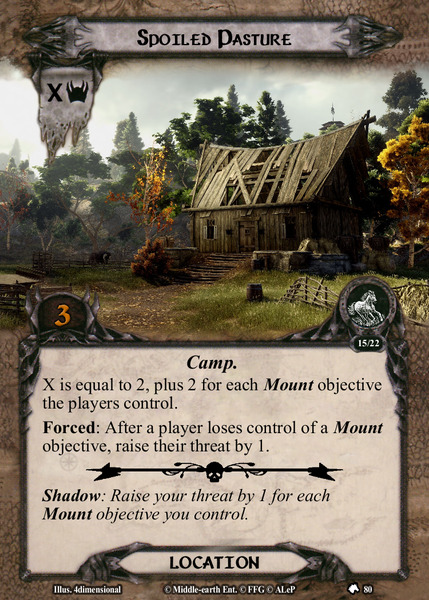 Spoiled Pasture
X
3
15/22
Camp.
X is equal to 2, plus 2 for each Mount objective
the players control.
Forced: After a player loses control of a Mount
objective, raise their threat by 1.
Shadow: Raise your threat by 1 for each
Mount objective you control.
LOCATION
Illus. 4dimensional © Middle-earth Ent. © FFG © ALeP 80